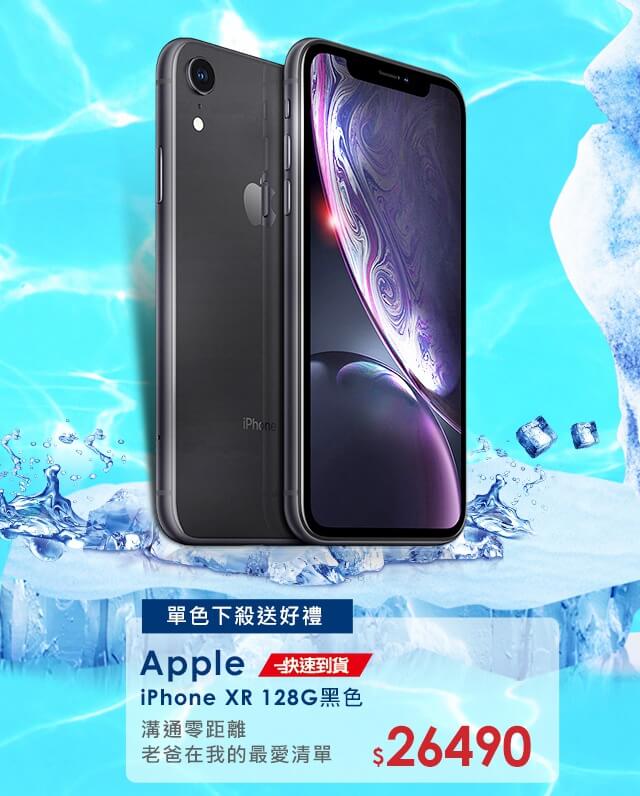 iPhone
單色下殺送好禮
Apple 快速到貨
iPhone XR 128G黑色
溝通零距離
老爸在我的最愛清單
$26490